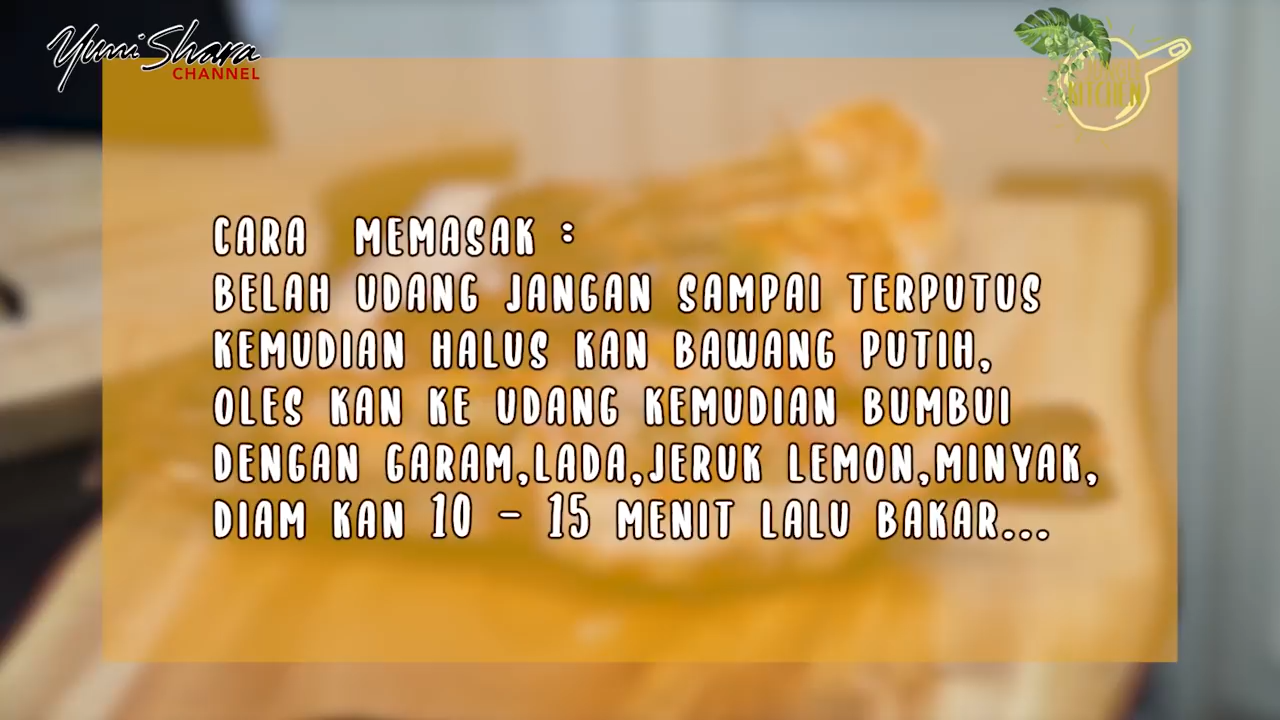 Yuni Shara
CHANNEL
KITCHEN
CARA MEMASAK :
BELAH UDANG JANGAN SAMPAI TERPUTUS
KEMUDIAN HALUS KAN BAWANG PUTIH,
OLES KAN KE UDANG KEMUDIAN BUMBUI
DENGAN GARAM,LADA,JERUK LEMON,MINYAK,
DIAM KAN 10 - 15 MENIT LALU BAKAR...